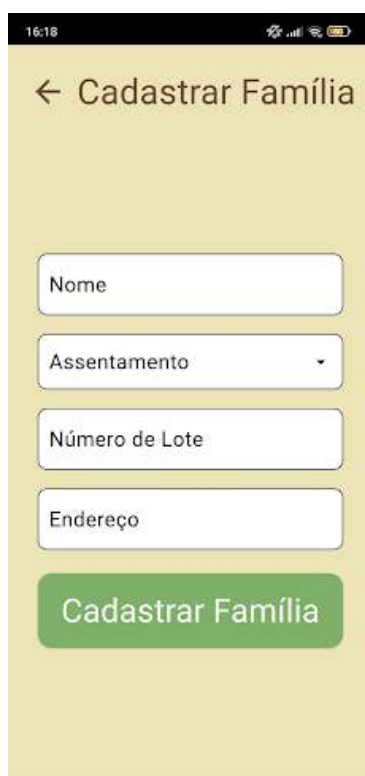 16:18
Cadastrar Família
Nome
Assentamento
Número de Lote
Endereço
Cadastrar Família